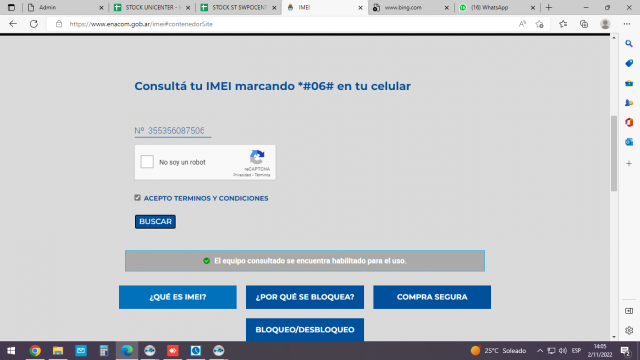 Admin
STOCK UNICENTER -
STOCK ST SWPOCENT
IMEI
www.bing.com
(16) WhatsApp
https://www.enacom.gob.ar/imei#contenedorSite
Consultá tu IMEI marcando *#06# en tu celular
Nº 35535608750
No soy un robot
reCAPTCHA
Privacidad - Términos
ACEPTO TERMINOS Y CONDICIONES
BUSCAR
El equipo consultado se encuentra habilitado para el uso.
¿QUÉ ES IMEI?
¿POR QUÉ SE BLOQUEA?
COMPRA SEGURA
BLOQUEO/DESBLOQUEO
25°C Soleado
ESP
14:05
2/11/2022